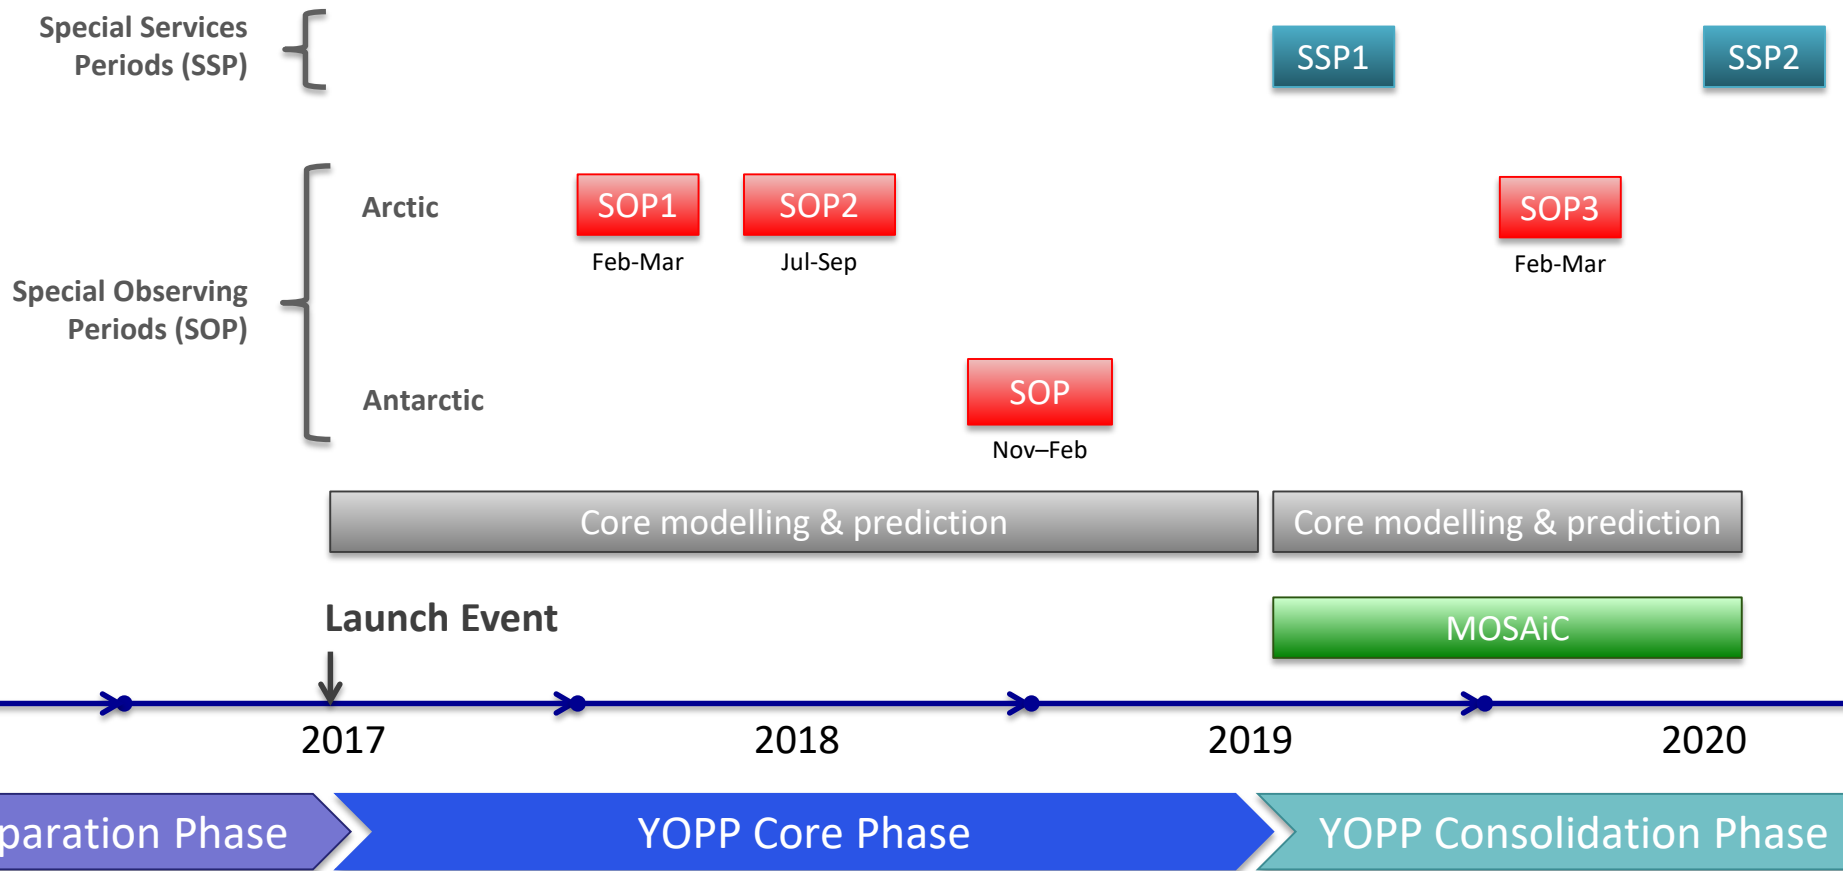 Special Services
Periods (SSP)
SSP1
SSP2
Arctic
SOP1
SOP2
SOP3
Feb-Mar
Jul-Sep
Feb-Mar
Special Observing
Periods (SOP)
Antarctic
SOP
Nov–Feb
Core modelling & prediction
Core modelling & prediction
Launch Event
MOSAiC
2017
2018
2019
2020
paration Phase
YOPP Core Phase
YOPP Consolidation Phase